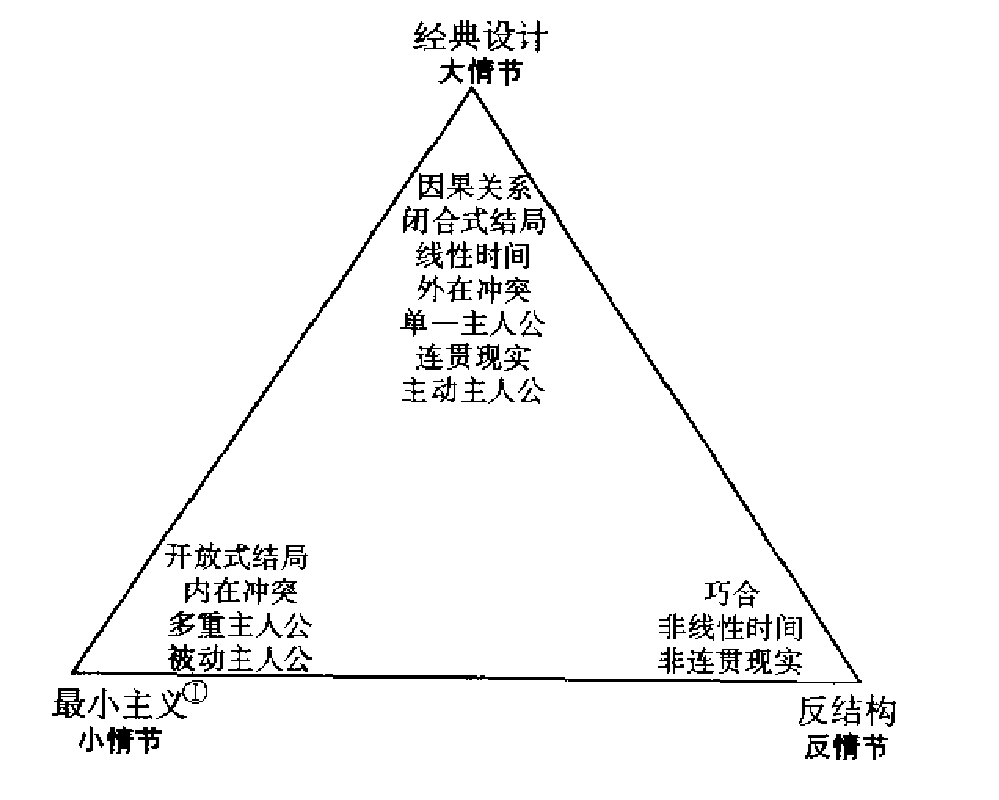 经典设计
大情节
因果关系
闭合式结局
线性时间
外在冲突
单一主人公
连贯现实
主动主人公
开放式结局
内在冲突
多重主人公
被动主人公
巧合
非线性时间
非连贯现实
最小主义①
小情节
反结构
反情节